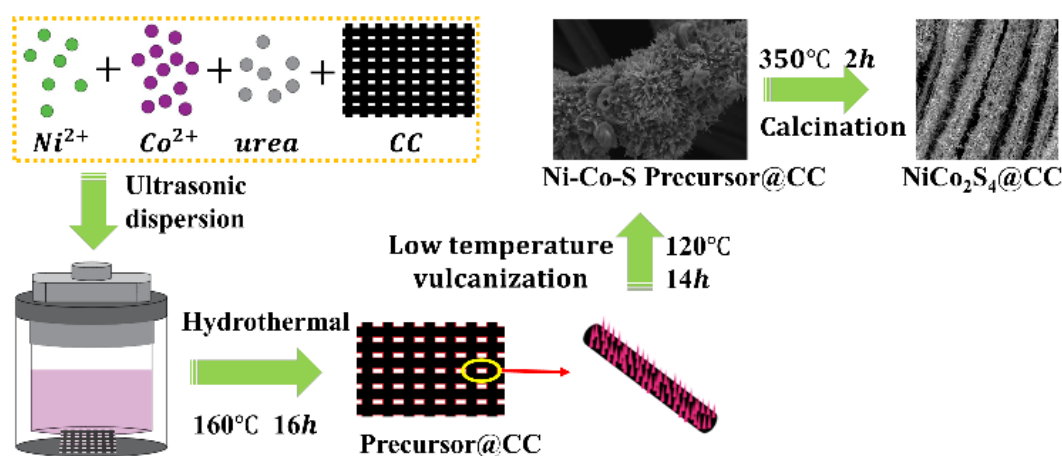 Ni²⁺ + Co²⁺ + urea + CC
Ultrasonic
dispersion
Hydrothermal
160℃ 16h
Precursor@CC
Low temperature
vulcanization
120℃
14h
Ni-Co-S Precursor@CC
350℃ 2h
Calcination
NiCo₂S₄@CC